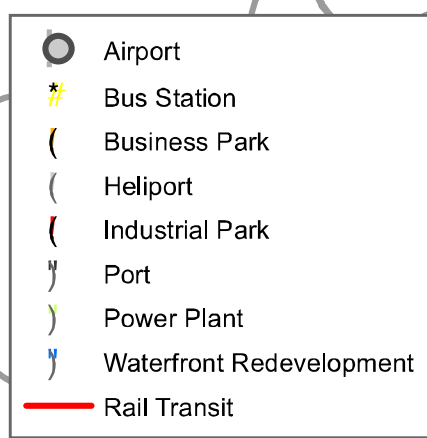 Airport
*# Bus Station
( Business Park
( Heliport
( Industrial Park
) Port
) Power Plant
) Waterfront Redevelopment
Rail Transit